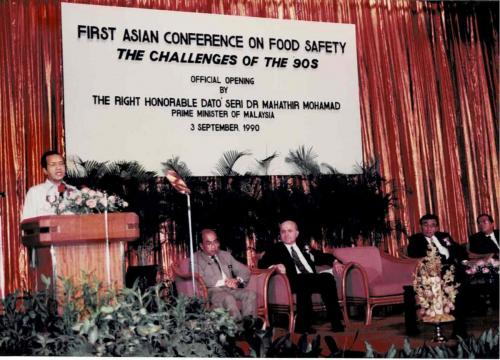 FIRST ASIAN CONFERENCE ON FOOD SAFETY
THE CHALLENGES OF THE 90S
OFFICIAL OPENING
BY
THE RIGHT HONORABLE DATO' SERI DR MAHATHIR MOHAMAD
PRIME MINISTER OF MALAYSIA
3 SEPTEMBER, 1990